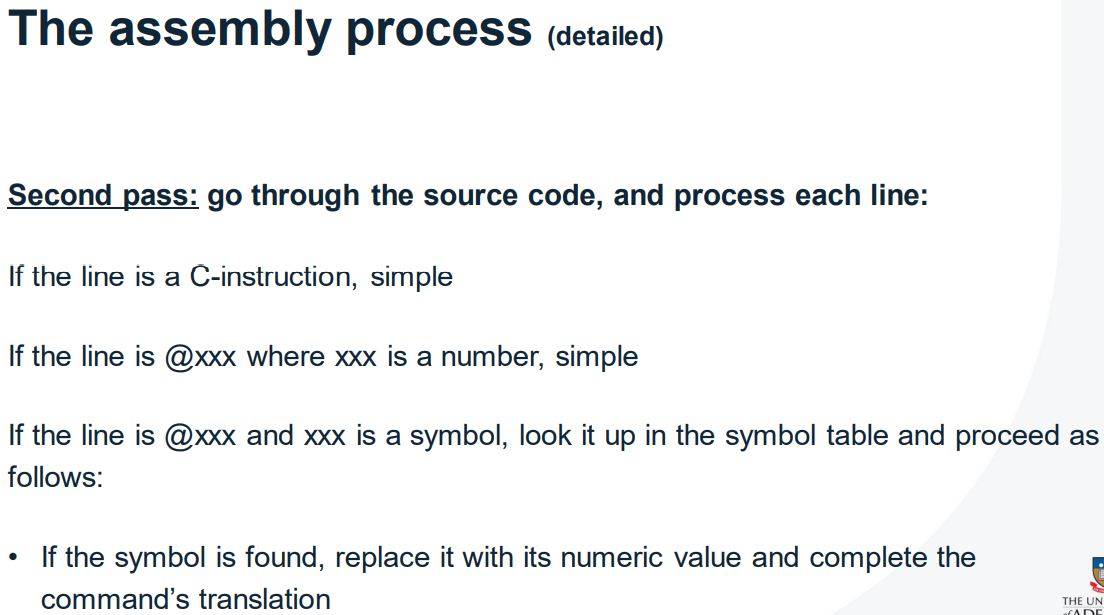 The assembly process (detailed)
Second pass: go through the source code, and process each line:
If the line is a C-instruction, simple
If the line is @xxx where xxx is a number, simple
If the line is @xxx and xxx is a symbol, look it up in the symbol table and proceed as
follows:
• If the symbol is found, replace it with its numeric value and complete the
command’s translation
THE UN